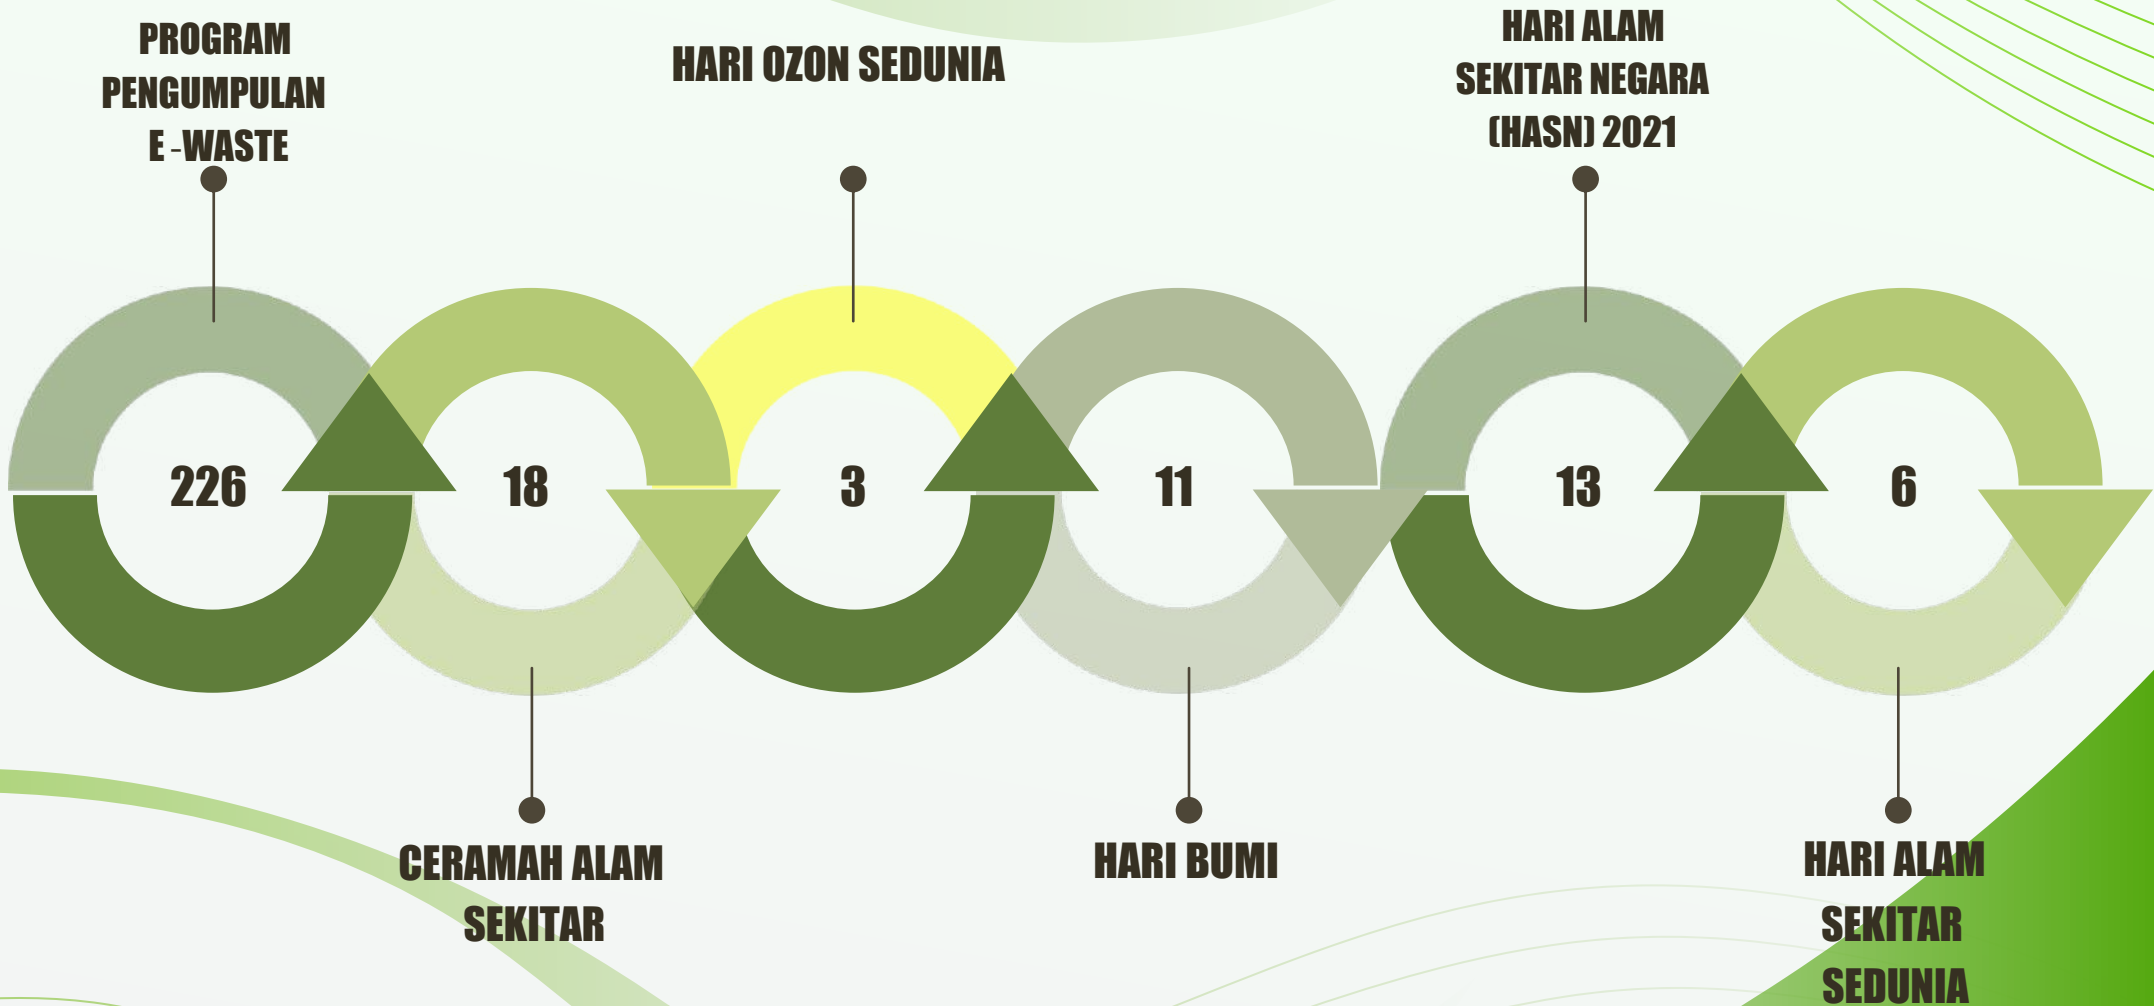 PROGRAM
PENGUMPULAN
E -WASTE
HARI OZON SEDUNIA
HARI ALAM
SEKITAR NEGARA
(HASN) 2021
226
18
3
11
13
6
CERAMAH ALAM
SEKITAR
HARI BUMI
HARI ALAM
SEKITAR
SEDUNIA